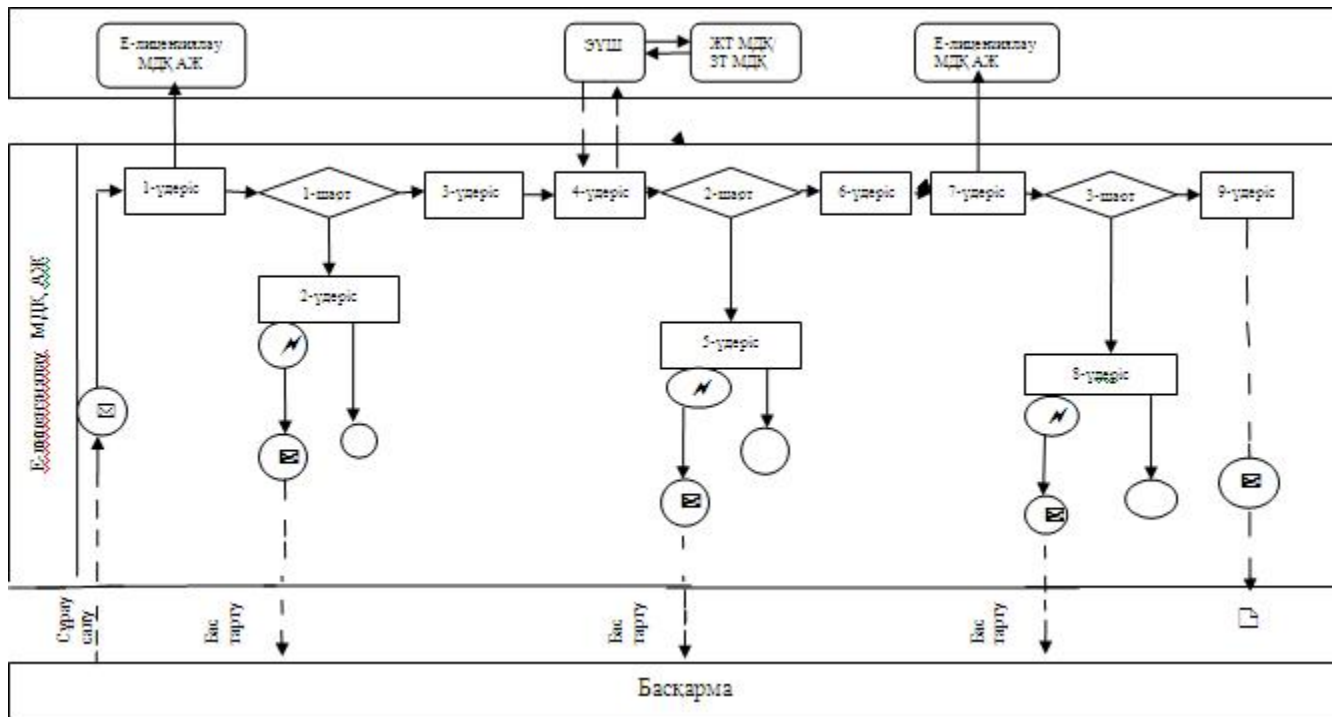 Е-лицензиялау
МДҚ АЖ
ЭҮШ
ЖТ МДҚ/
ЗТ МДҚ
Е-лицензиялау
МДҚ АЖ
1-үдеріс
1-шарт
3-үдеріс
4-үдеріс
2-шарт
6-үдеріс
7-үдеріс
3-шарт
9-үдеріс
2-үдеріс
5-үдеріс
8-үдеріс
Е-лицензиялау МДҚ АЖ
Сұрау
салу
Бас
тарту
Бас
тарту
Бас
тарту
Басқарма